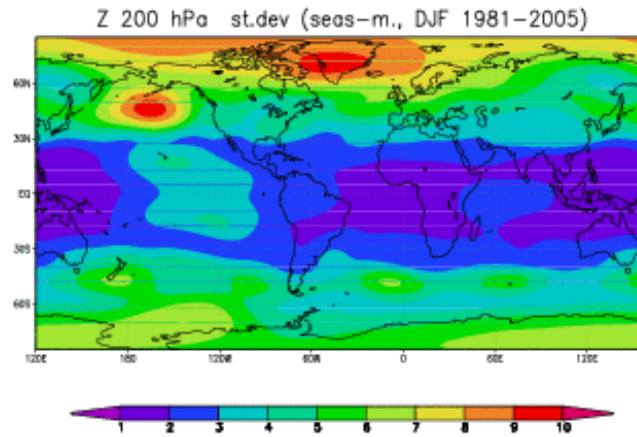 Z 200 hPa st.dev (seas-m., DJF 1981-2005)
60N
30N
EQ
30S
60S
120E 180 120W 60W 0 60E 120E
1 2 3 4 5 6 7 8 9 10